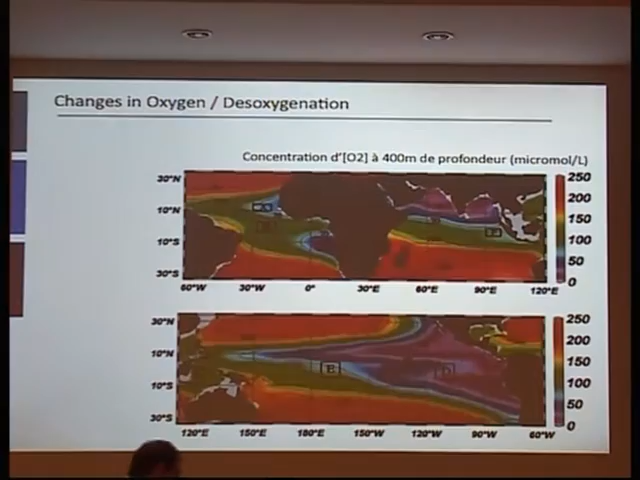 Changes in Oxygen / Desoxygenation
Concentration d'[O2] à 400m de profondeur (micromol/L)
30°N
10°N
10°S
30°S
60°W 30°W 0° 30°E 60°E 90°E 120°E
250
200
150
100
50
0
30°N
10°N
10°S
30°S
120°E 150°E 180°E 150°W 120°W 90°W 60°W
250
200
150
100
50
0
E
D